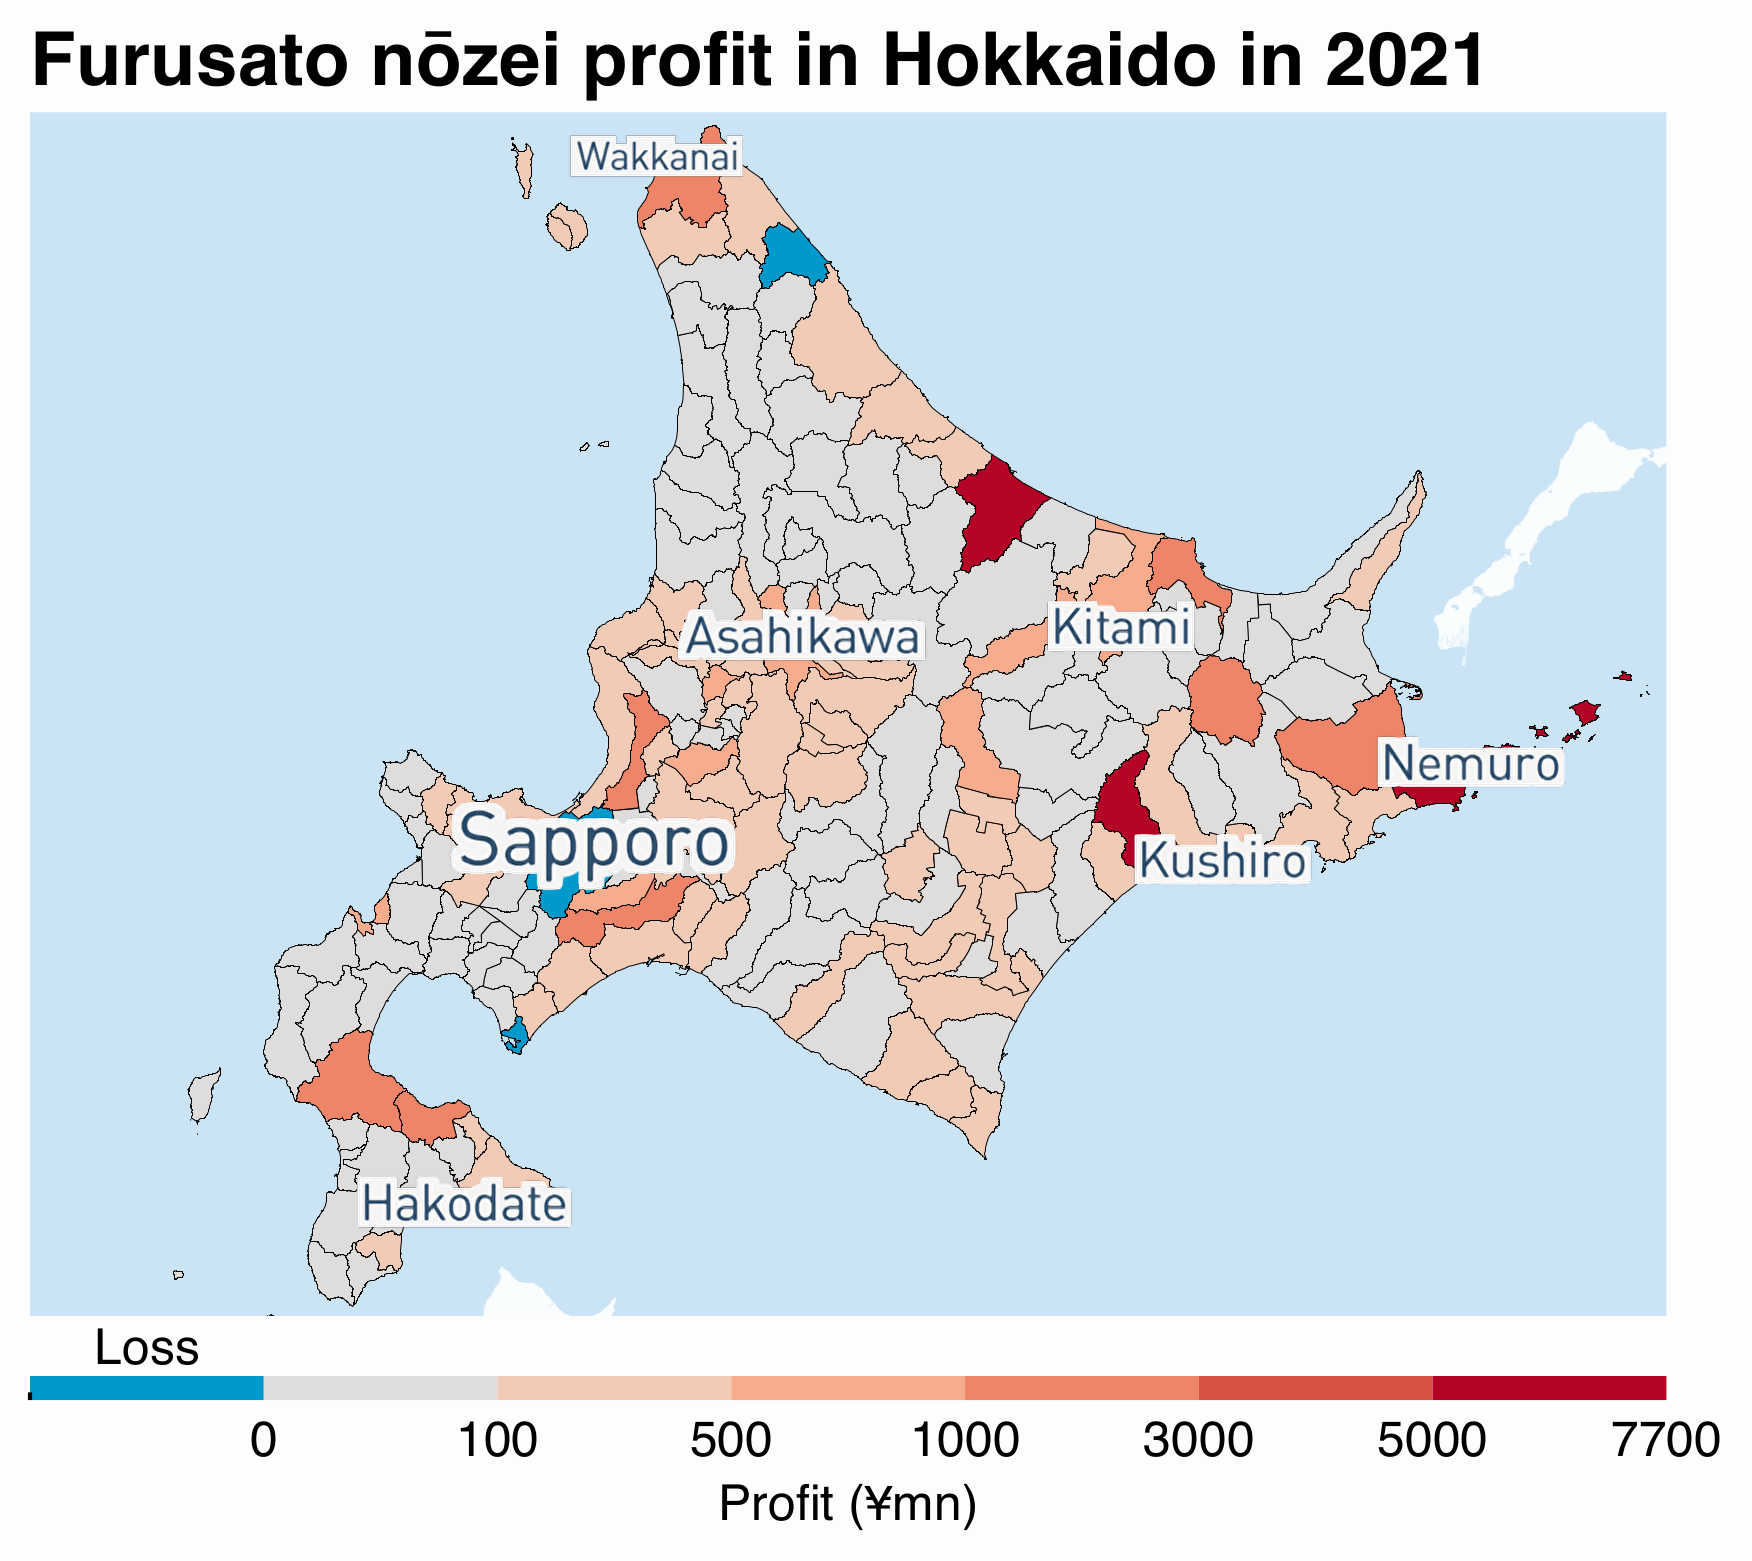 Furusato nōzei profit in Hokkaido in 2021
Wakkanai
Asahikawa
Kitami
Nemuro
Sapporo
Kushiro
Hakodate
Loss
0 100 500 1000 3000 5000 7700
Profit (¥mn)